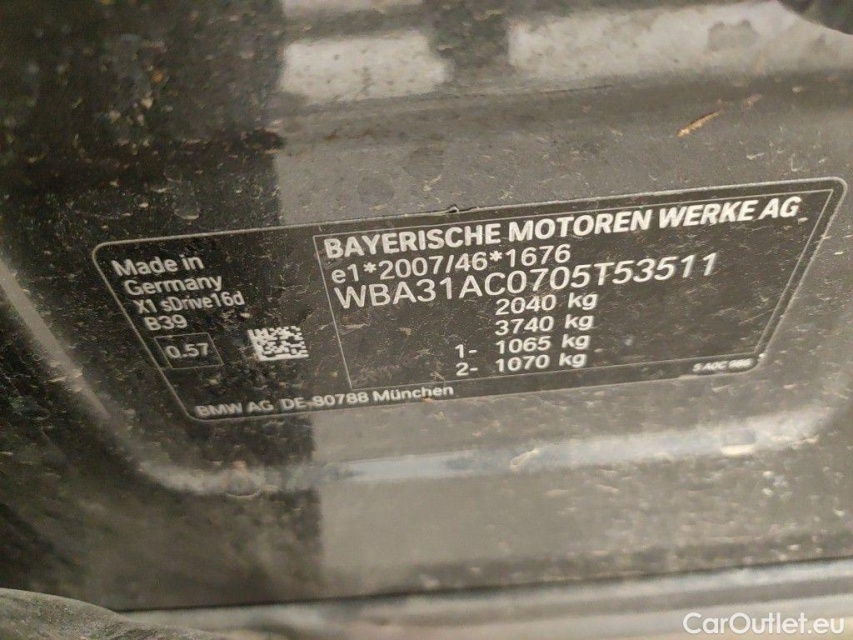 Made in
Germany
X1 sDrive16d
B39
0.57
BAYERISCHE MOTOREN WERKE AG
e1*2007/46*1676
WBA31AC0705T53511
2040 kg
3740 kg
1- 1065 kg
2- 1070 kg
BMW AG DE-80788 München
CarOutlet.eu